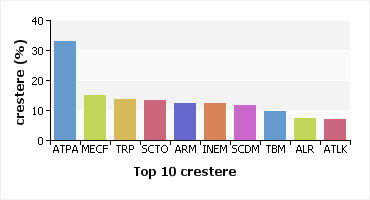 crestere (%)
40
30
20
10
0
ATPA MECF TRP SCTO ARM INEM SCDM TBM ALR ATLK
Top 10 crestere